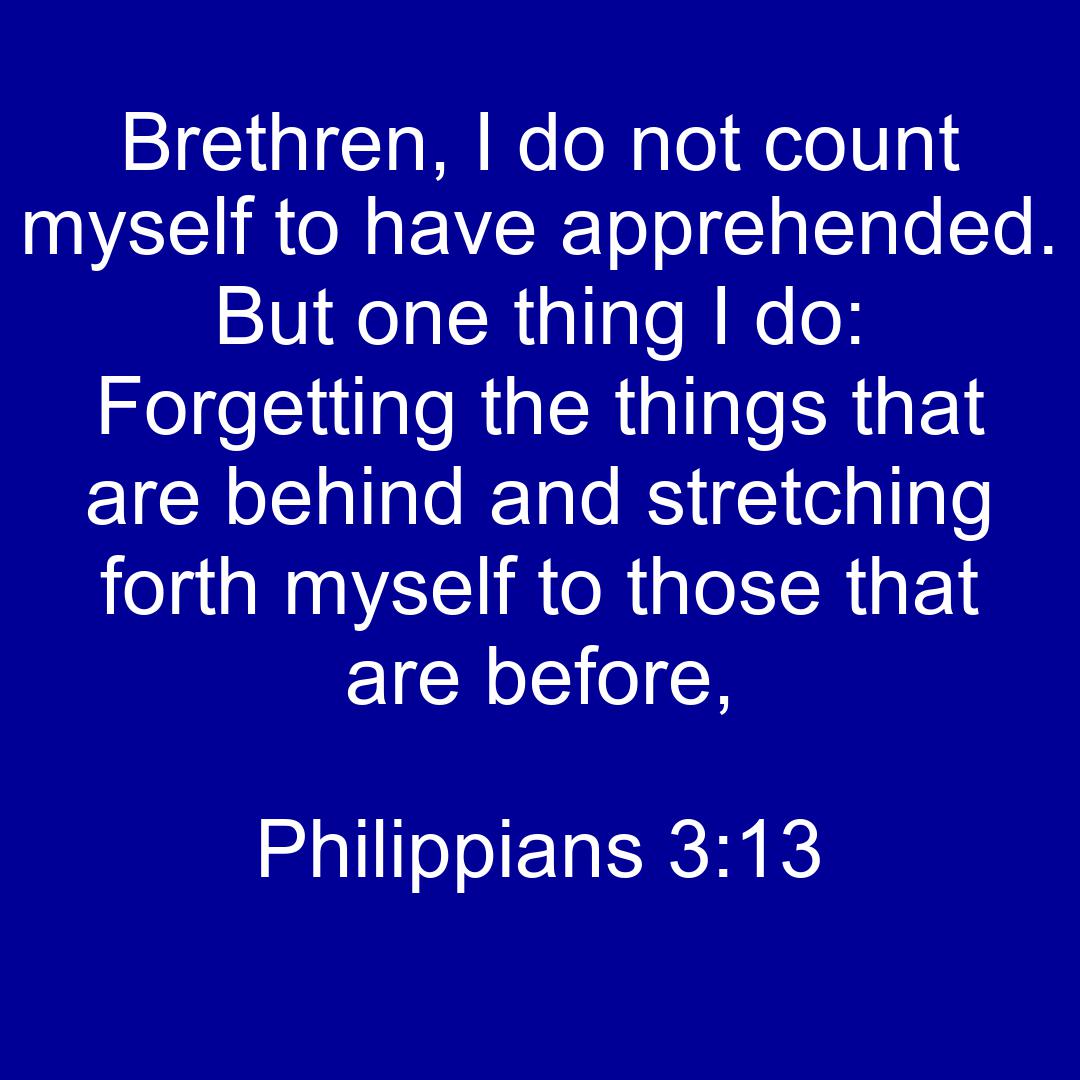 Brethren, I do not count
myself to have apprehended.
But one thing I do:
Forgetting the things that
are behind and stretching
forth myself to those that
are before,
Philippians 3:13